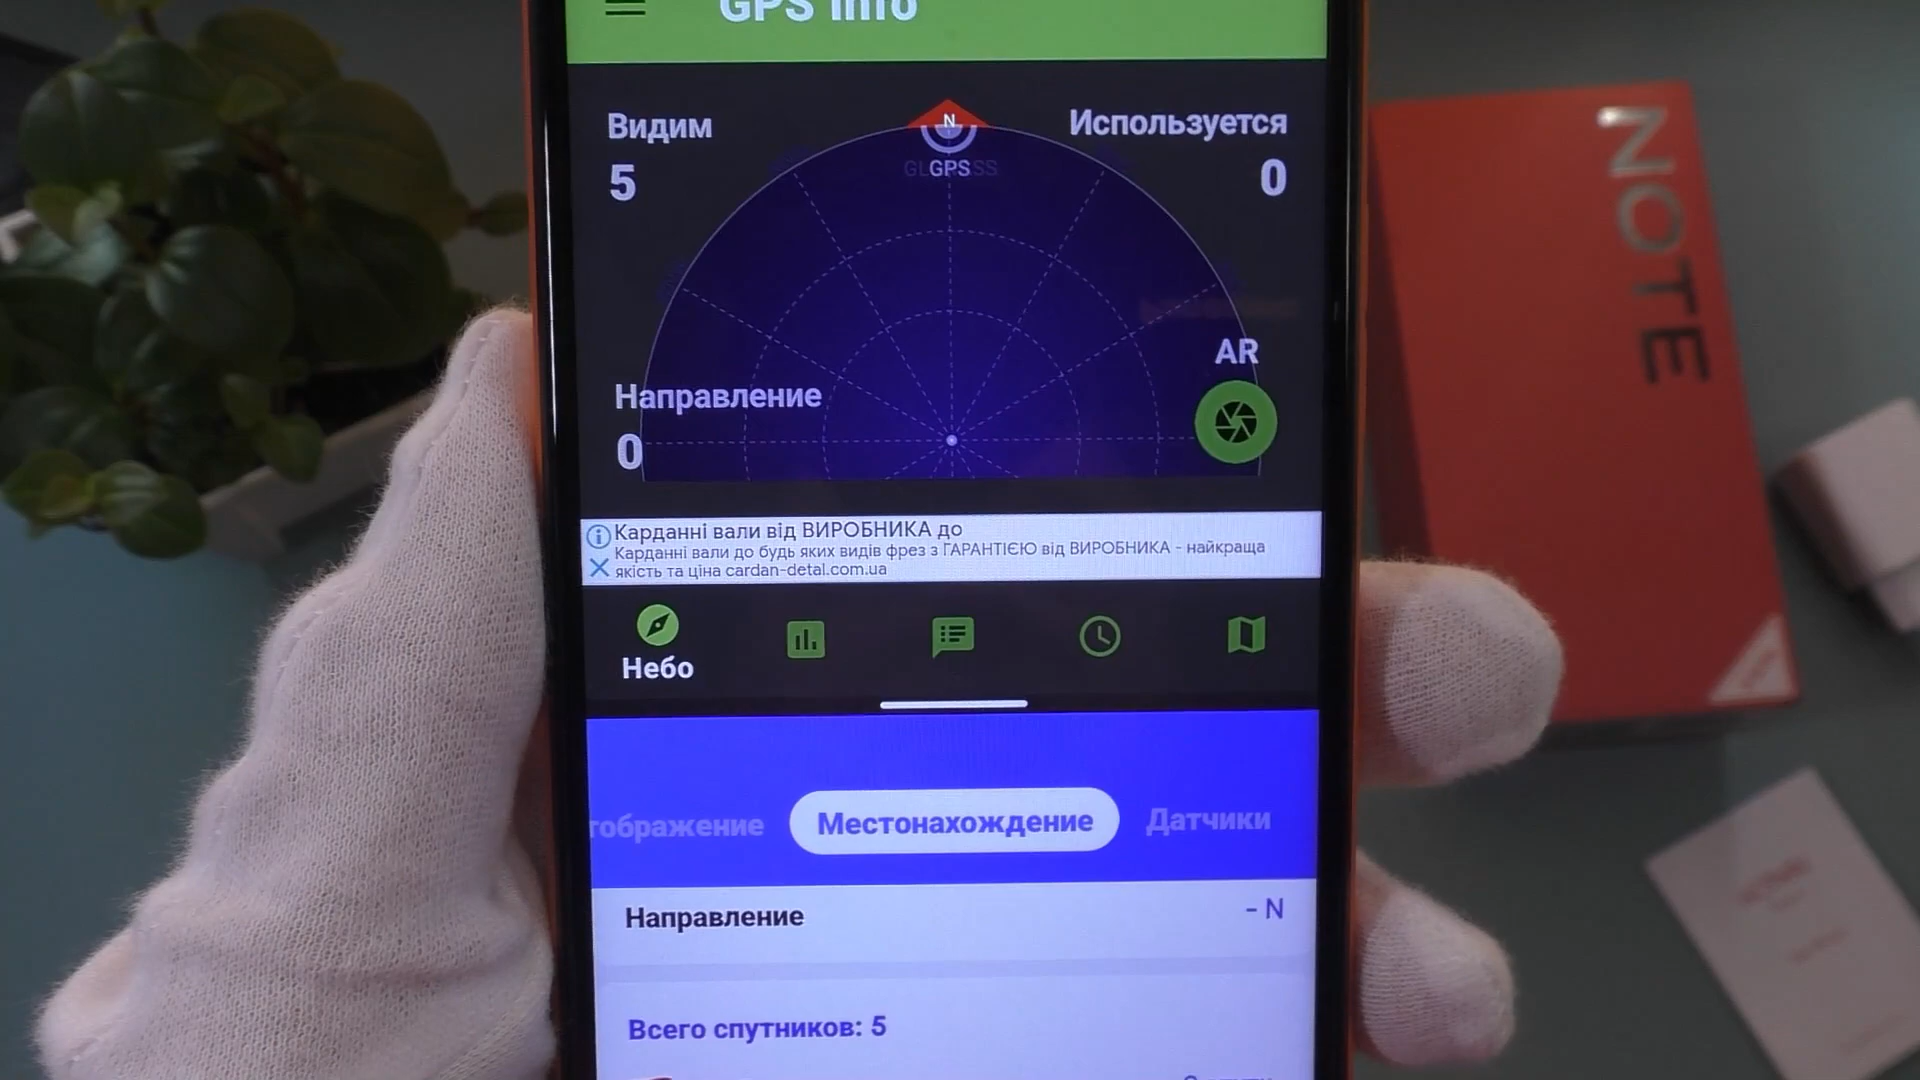 GPS Info
Видим
5
N
GPS
Используется
0
AR
Направление
0
Карданні вали від ВИРОБНИКА до
Карданні вали до будь яких видів фрез з ГАРАНТІЄЮ від ВИРОБНИКА - найкраща
якість та ціна cardan-detal.com.ua
Небо
тображение
Местонахождение
Датчики
Направление
- N
Всего спутников: 5
NOTE